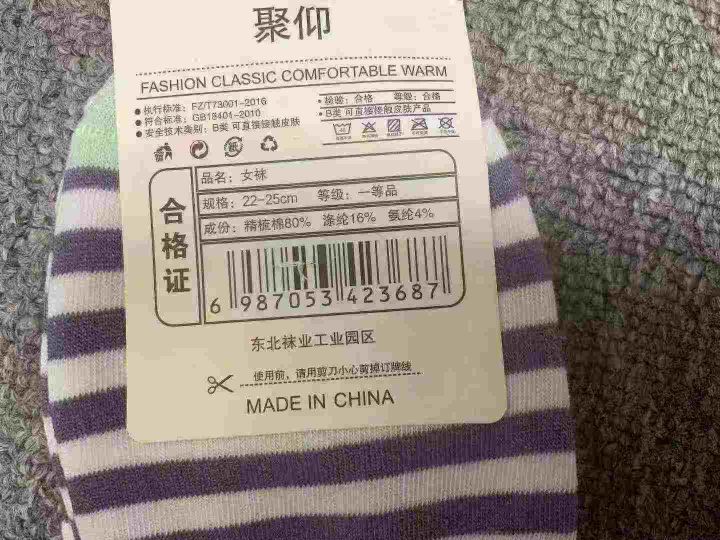 聚仰
FASHION CLASSIC COMFORTABLE WARM
● 执行标准：FZ/T73001-2016
● 符合标准：GB18401-2010
● 安全技术类别：B类 可直接接触皮肤
• 检验：合格 等级：合格
• B类 可直接接触皮肤产品
合格证
品名：女袜
规格：22-25cm 等级：一等品
成份：精梳棉80% 涤纶16% 氨纶4%
6 987053 423687
东北袜业工业园区
使用前，请用剪刀小心剪掉订牌线
MADE IN CHINA